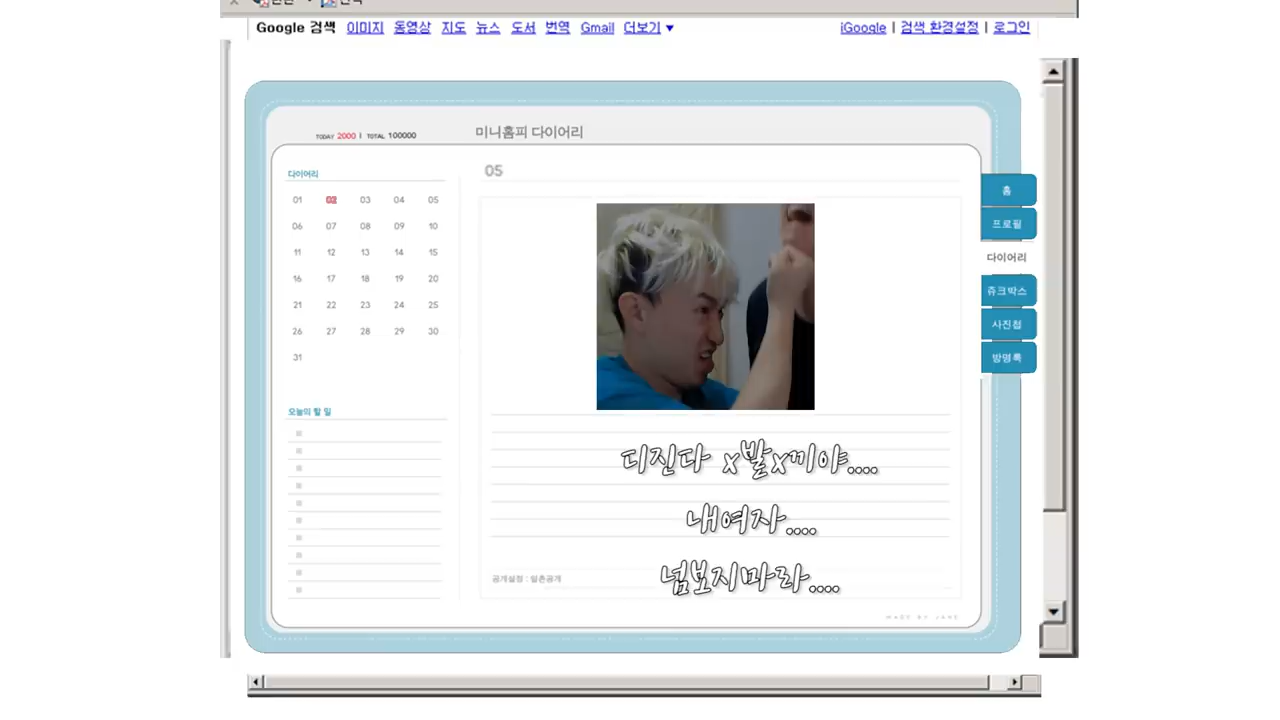 Google 검색 이미지 동영상 지도 뉴스 도서 번역 Gmail 더보기 ▼
iGoogle | 검색 환경설정 | 로그인
TODAY 2000 | TOTAL 100000
미니홈피 다이어리
다이어리
01 02 03 04 05
06 07 08 09 10
11 12 13 14 15
16 17 18 19 20
21 22 23 24 25
26 27 28 29 30
31
오늘의 할 일
05
디진다 x발x끼야....
내여자....
넘보지마라....
공개설정 : 일촌공개
MADE BY JANE
홈
프로필
다이어리
쥬크박스
사진첩
방명록